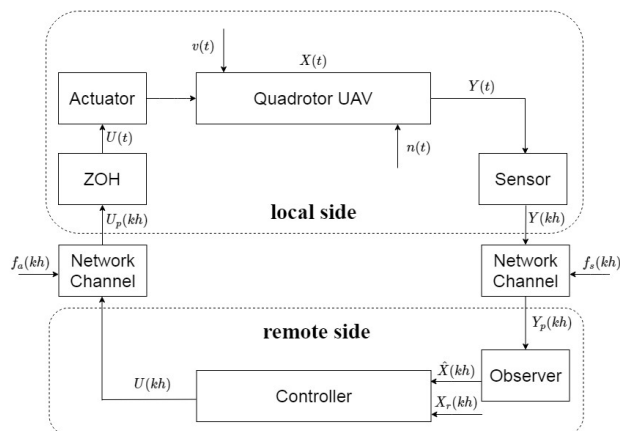 v(t)
X(t)
Actuator
Quadrotor UAV
Y(t)
U(t)
n(t)
ZOH
Sensor
local side
U_p(kh)
Y(kh)
f_a(kh)
Network
Channel
Network
Channel
f_s(kh)
Y_p(kh)
remote side
U(kh)
Controller
X̂(kh)
X_r(kh)
Observer